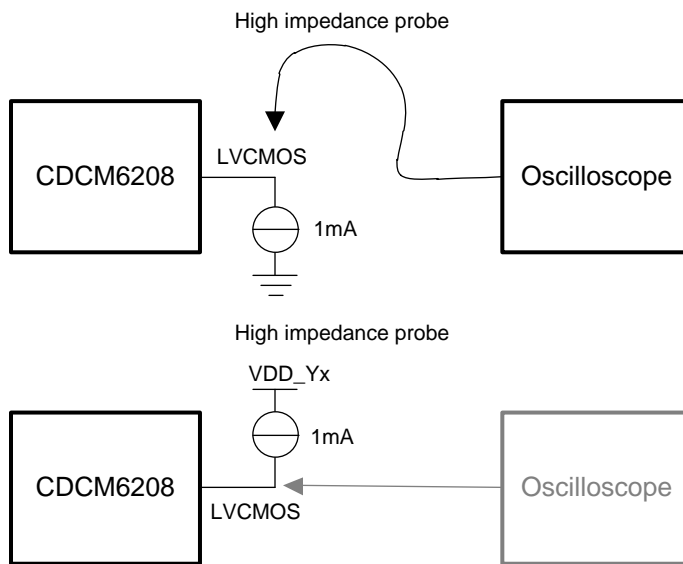 High impedance probe
CDCM6208
LVCMOS
1mA
Oscilloscope
High impedance probe
VDD_Yx
1mA
CDCM6208
LVCMOS
Oscilloscope